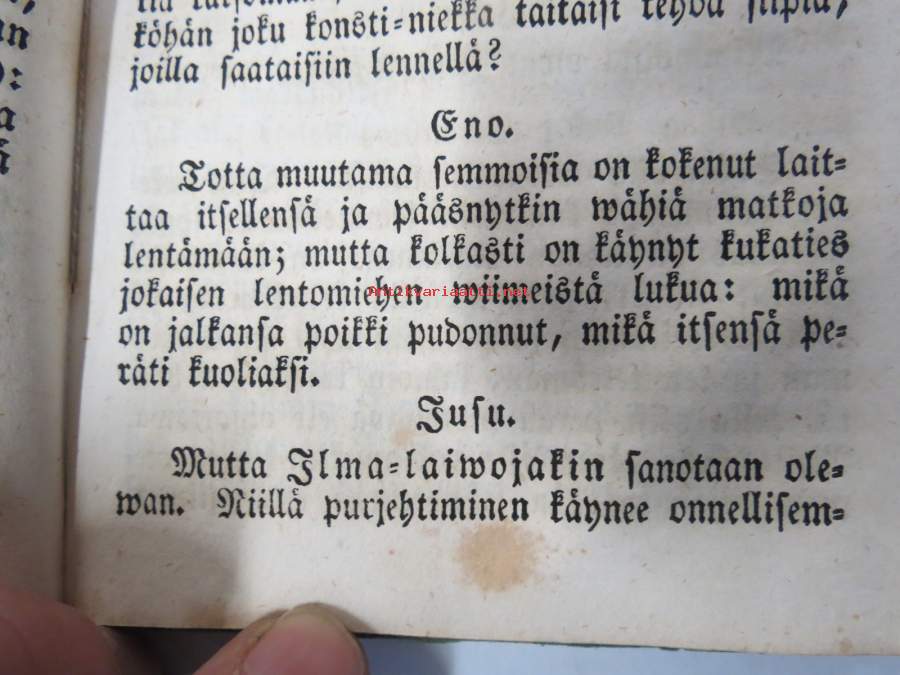 köhän joku konsti-niekka taitaisi tehdä siipiä,
joilla saataisiin lennellä?
Eno.
Totta muutama semmoisia on kokenut lait-
taa itsellensä ja pääsnytkin wähiä matkoja
lentämään; mutta kolkasti on käynyt kukaties
jokaisen lentomiehen wiimeistä lukua: mikä
on jalkansa poikki pudonnut, mikä itsensä pe-
räti kuoliaksi.
Jusu.
Mutta Ilma-laiwojakin sanotaan ole-
wan. Niillä purjehtiminen käynee onnellisem-
Antikvariaatti.net